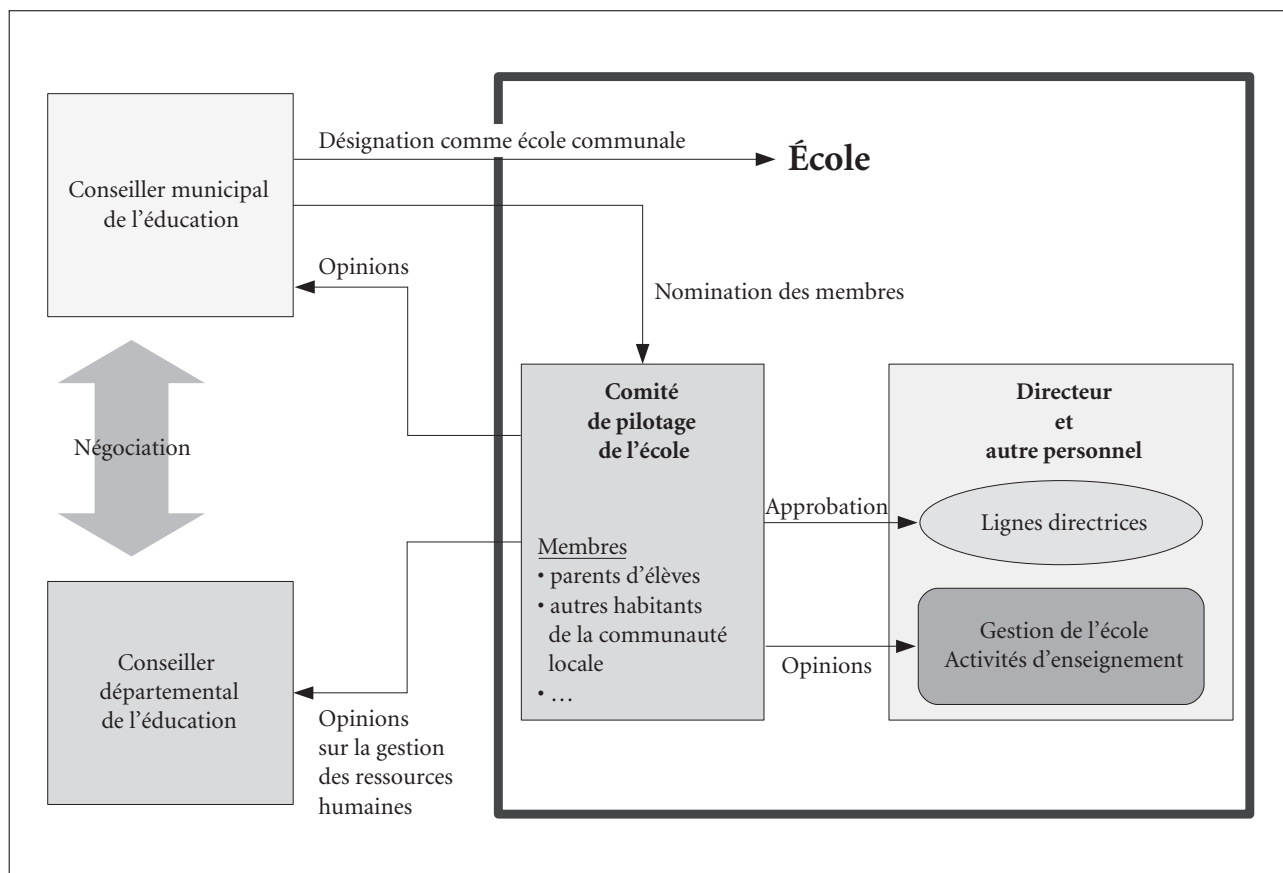 Désignation comme école communale
École
Conseiller municipal
de l’éducation
Opinions
Nomination des membres
Négociation
Comité
de pilotage
de l’école
Membres
• parents d’élèves
• autres habitants
de la communauté
locale
• …
Directeur
et
autre personnel
Approbation
Lignes directrices
Opinions
Gestion de l’école
Activités d’enseignement
Conseiller
départemental
de l’éducation
Opinions
sur la gestion
des ressources
humaines